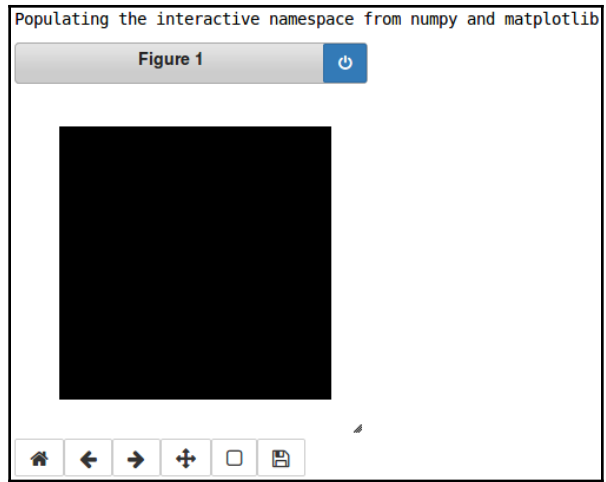 Populating the interactive namespace from numpy and matplotlib
Figure 1